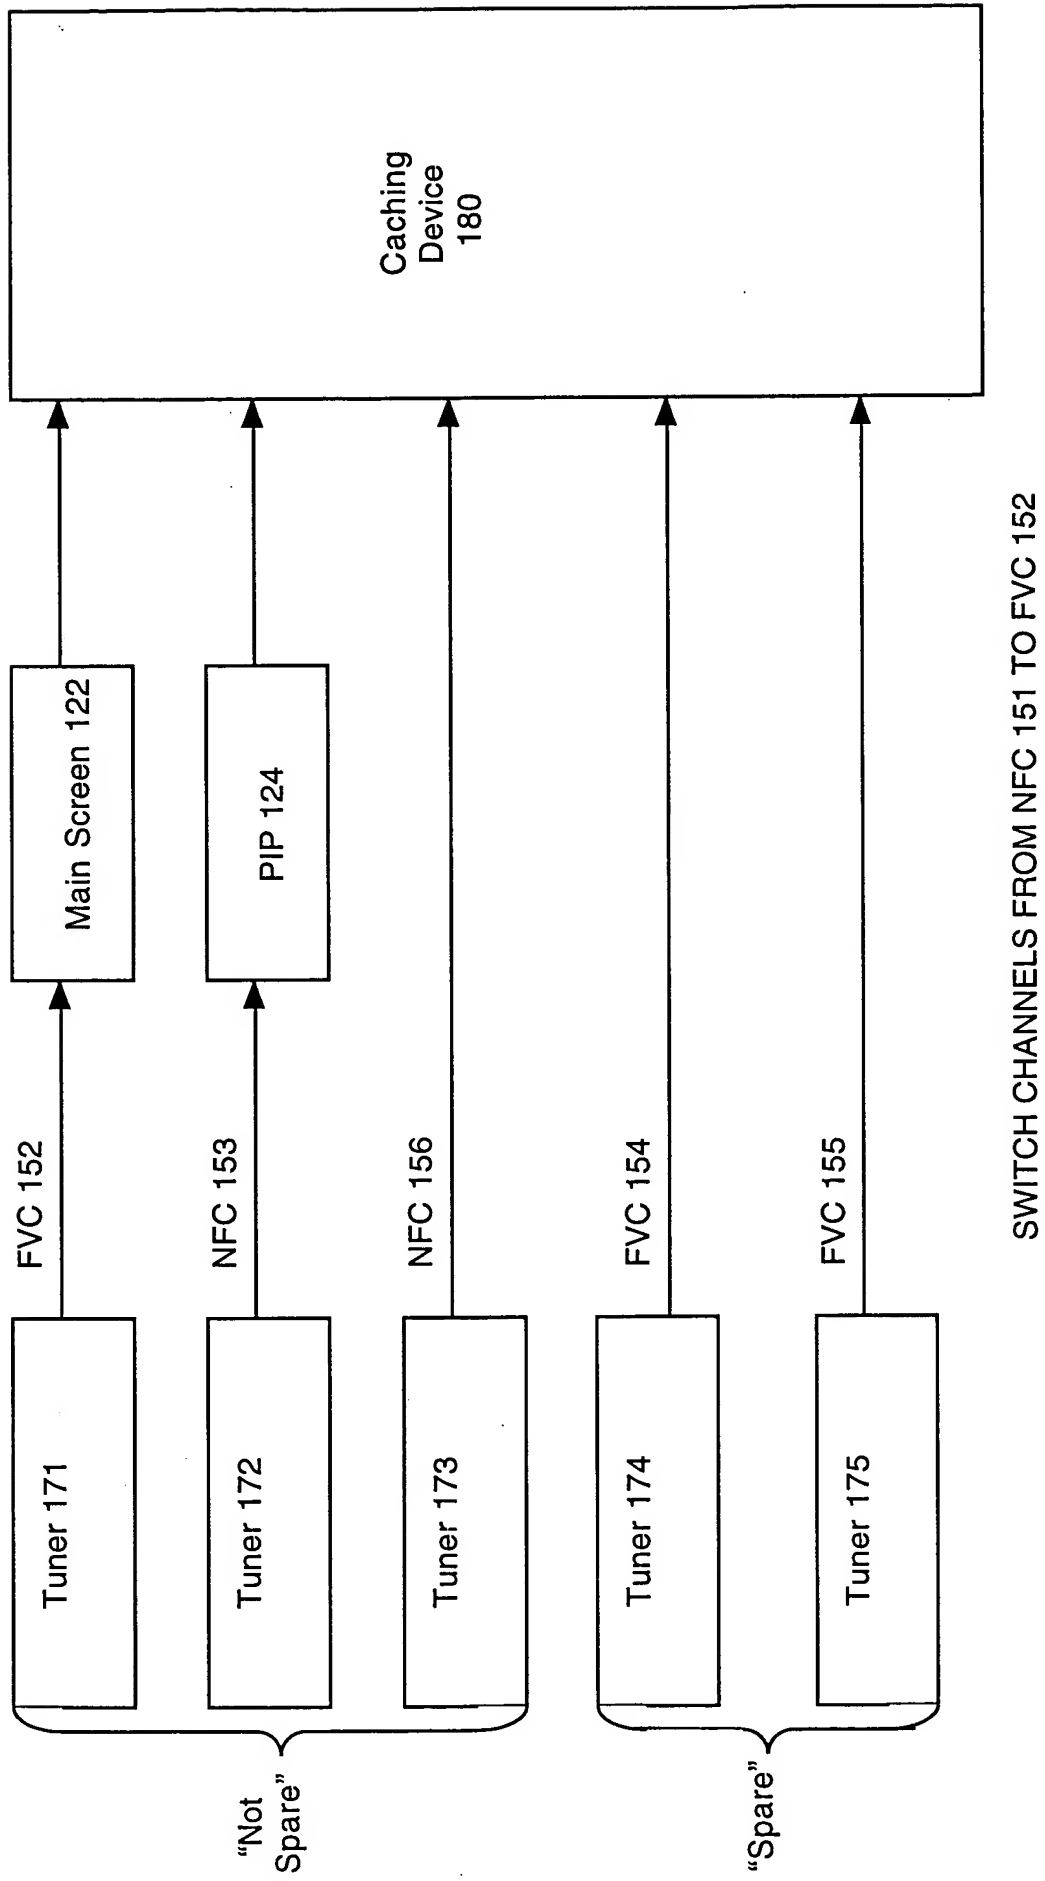 "Not
Spare"
Tuner 171
FVC 152
Main Screen 122
Tuner 172
NFC 153
PIP 124
Tuner 173
NFC 156
Caching
Device
180
"Spare"
Tuner 174
FVC 154
Tuner 175
FVC 155
SWITCH CHANNELS FROM NFC 151 TO FVC 152